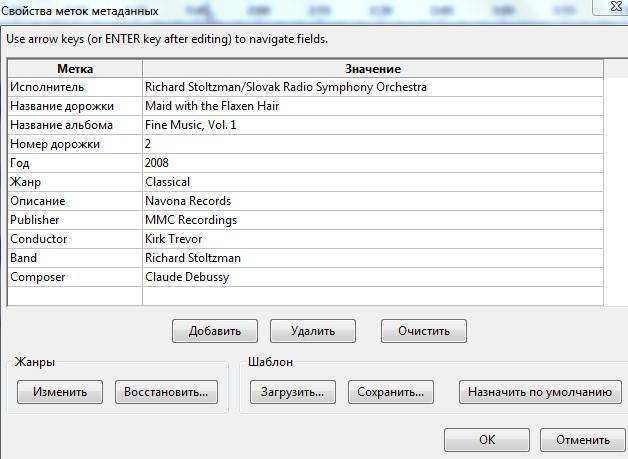 Свойства меток метаданных
Use arrow keys (or ENTER key after editing) to navigate fields.
Метка Значение
Исполнитель Richard Stoltzman/Slovak Radio Symphony Orchestra
Название дорожки Maid with the Flaxen Hair
Название альбома Fine Music, Vol. 1
Номер дорожки 2
Год 2008
Жанр Classical
Описание Navona Records
Publisher MMC Recordings
Conductor Kirk Trevor
Band Richard Stoltzman
Composer Claude Debussy
Добавить Удалить Очистить
Жанры Шаблон
Изменить Восстановить... Загрузить... Сохранить... Назначить по умолчанию
OK Отменить